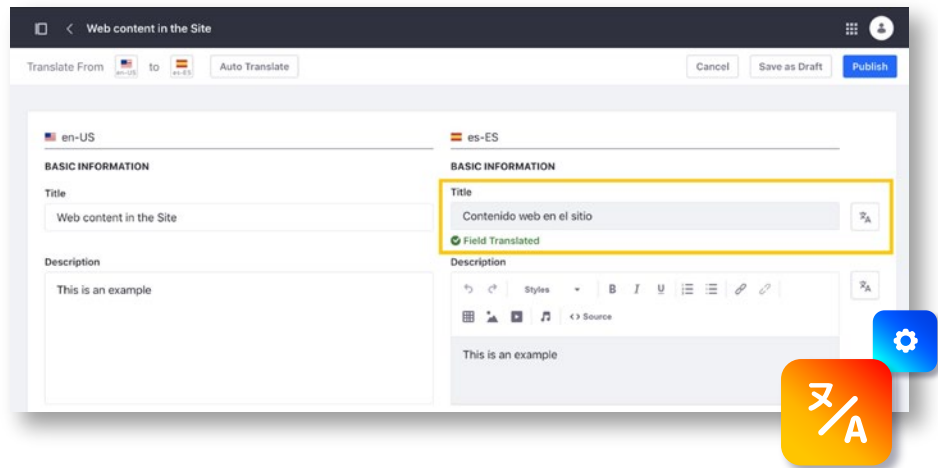 Web content in the Site
Translate From en-US to es-ES Auto Translate Cancel Save as Draft Publish
en-US
BASIC INFORMATION
Title
Web content in the Site
Description
This is an example
es-ES
BASIC INFORMATION
Title
Contenido web en el sitio
Field Translated
Description
Styles B I U
<> Source
This is an example